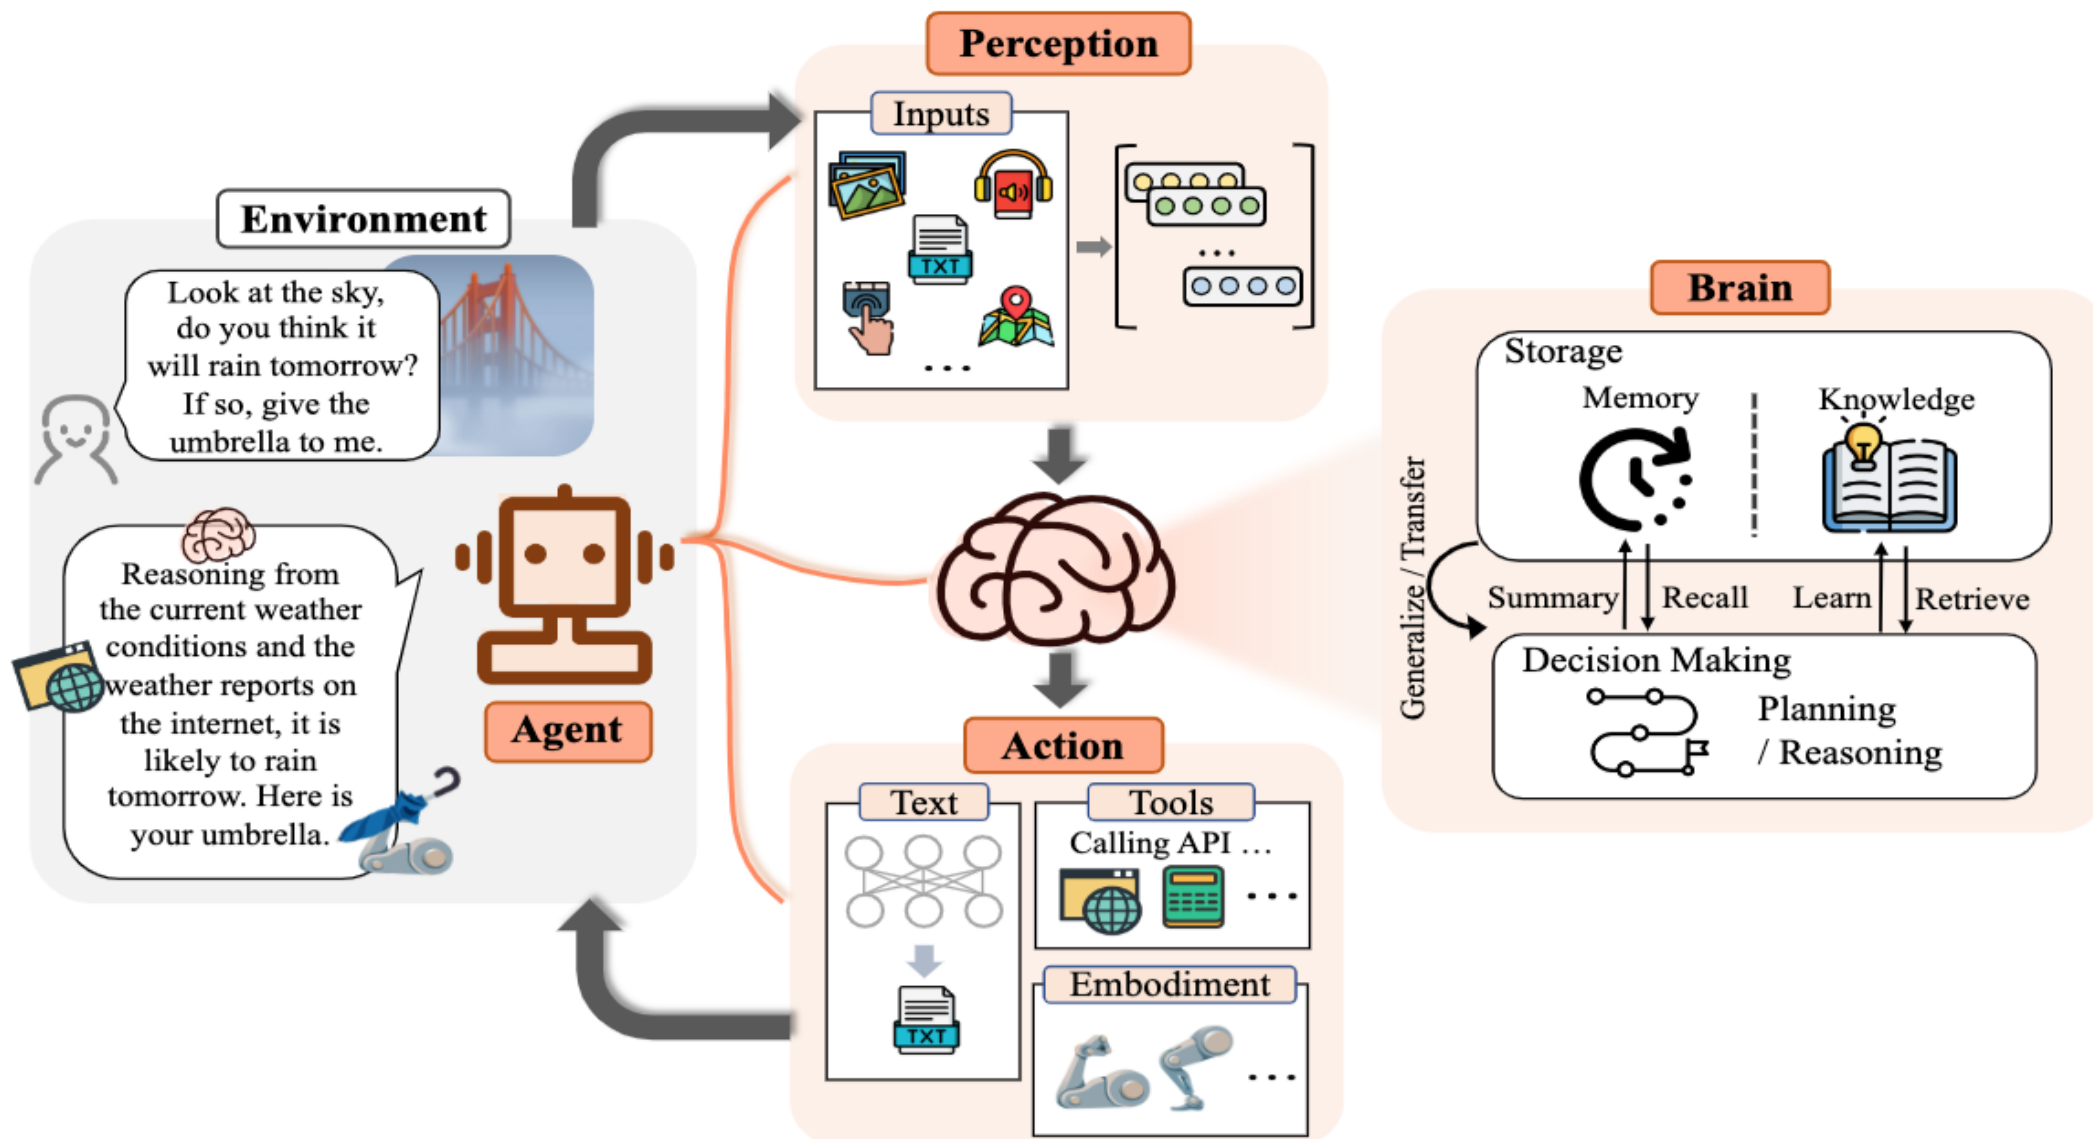 Perception
Inputs
TXT
Environment
Look at the sky,
do you think it
will rain tomorrow?
If so, give the
umbrella to me.
Reasoning from
the current weather
conditions and the
weather reports on
the internet, it is
likely to rain
tomorrow. Here is
your umbrella.
Agent
Brain
Storage
Memory
Knowledge
Generalize / Transfer
Summary
Recall
Learn
Retrieve
Decision Making
Planning
/ Reasoning
Action
Text
TXT
Tools
Calling API ...
Embodiment